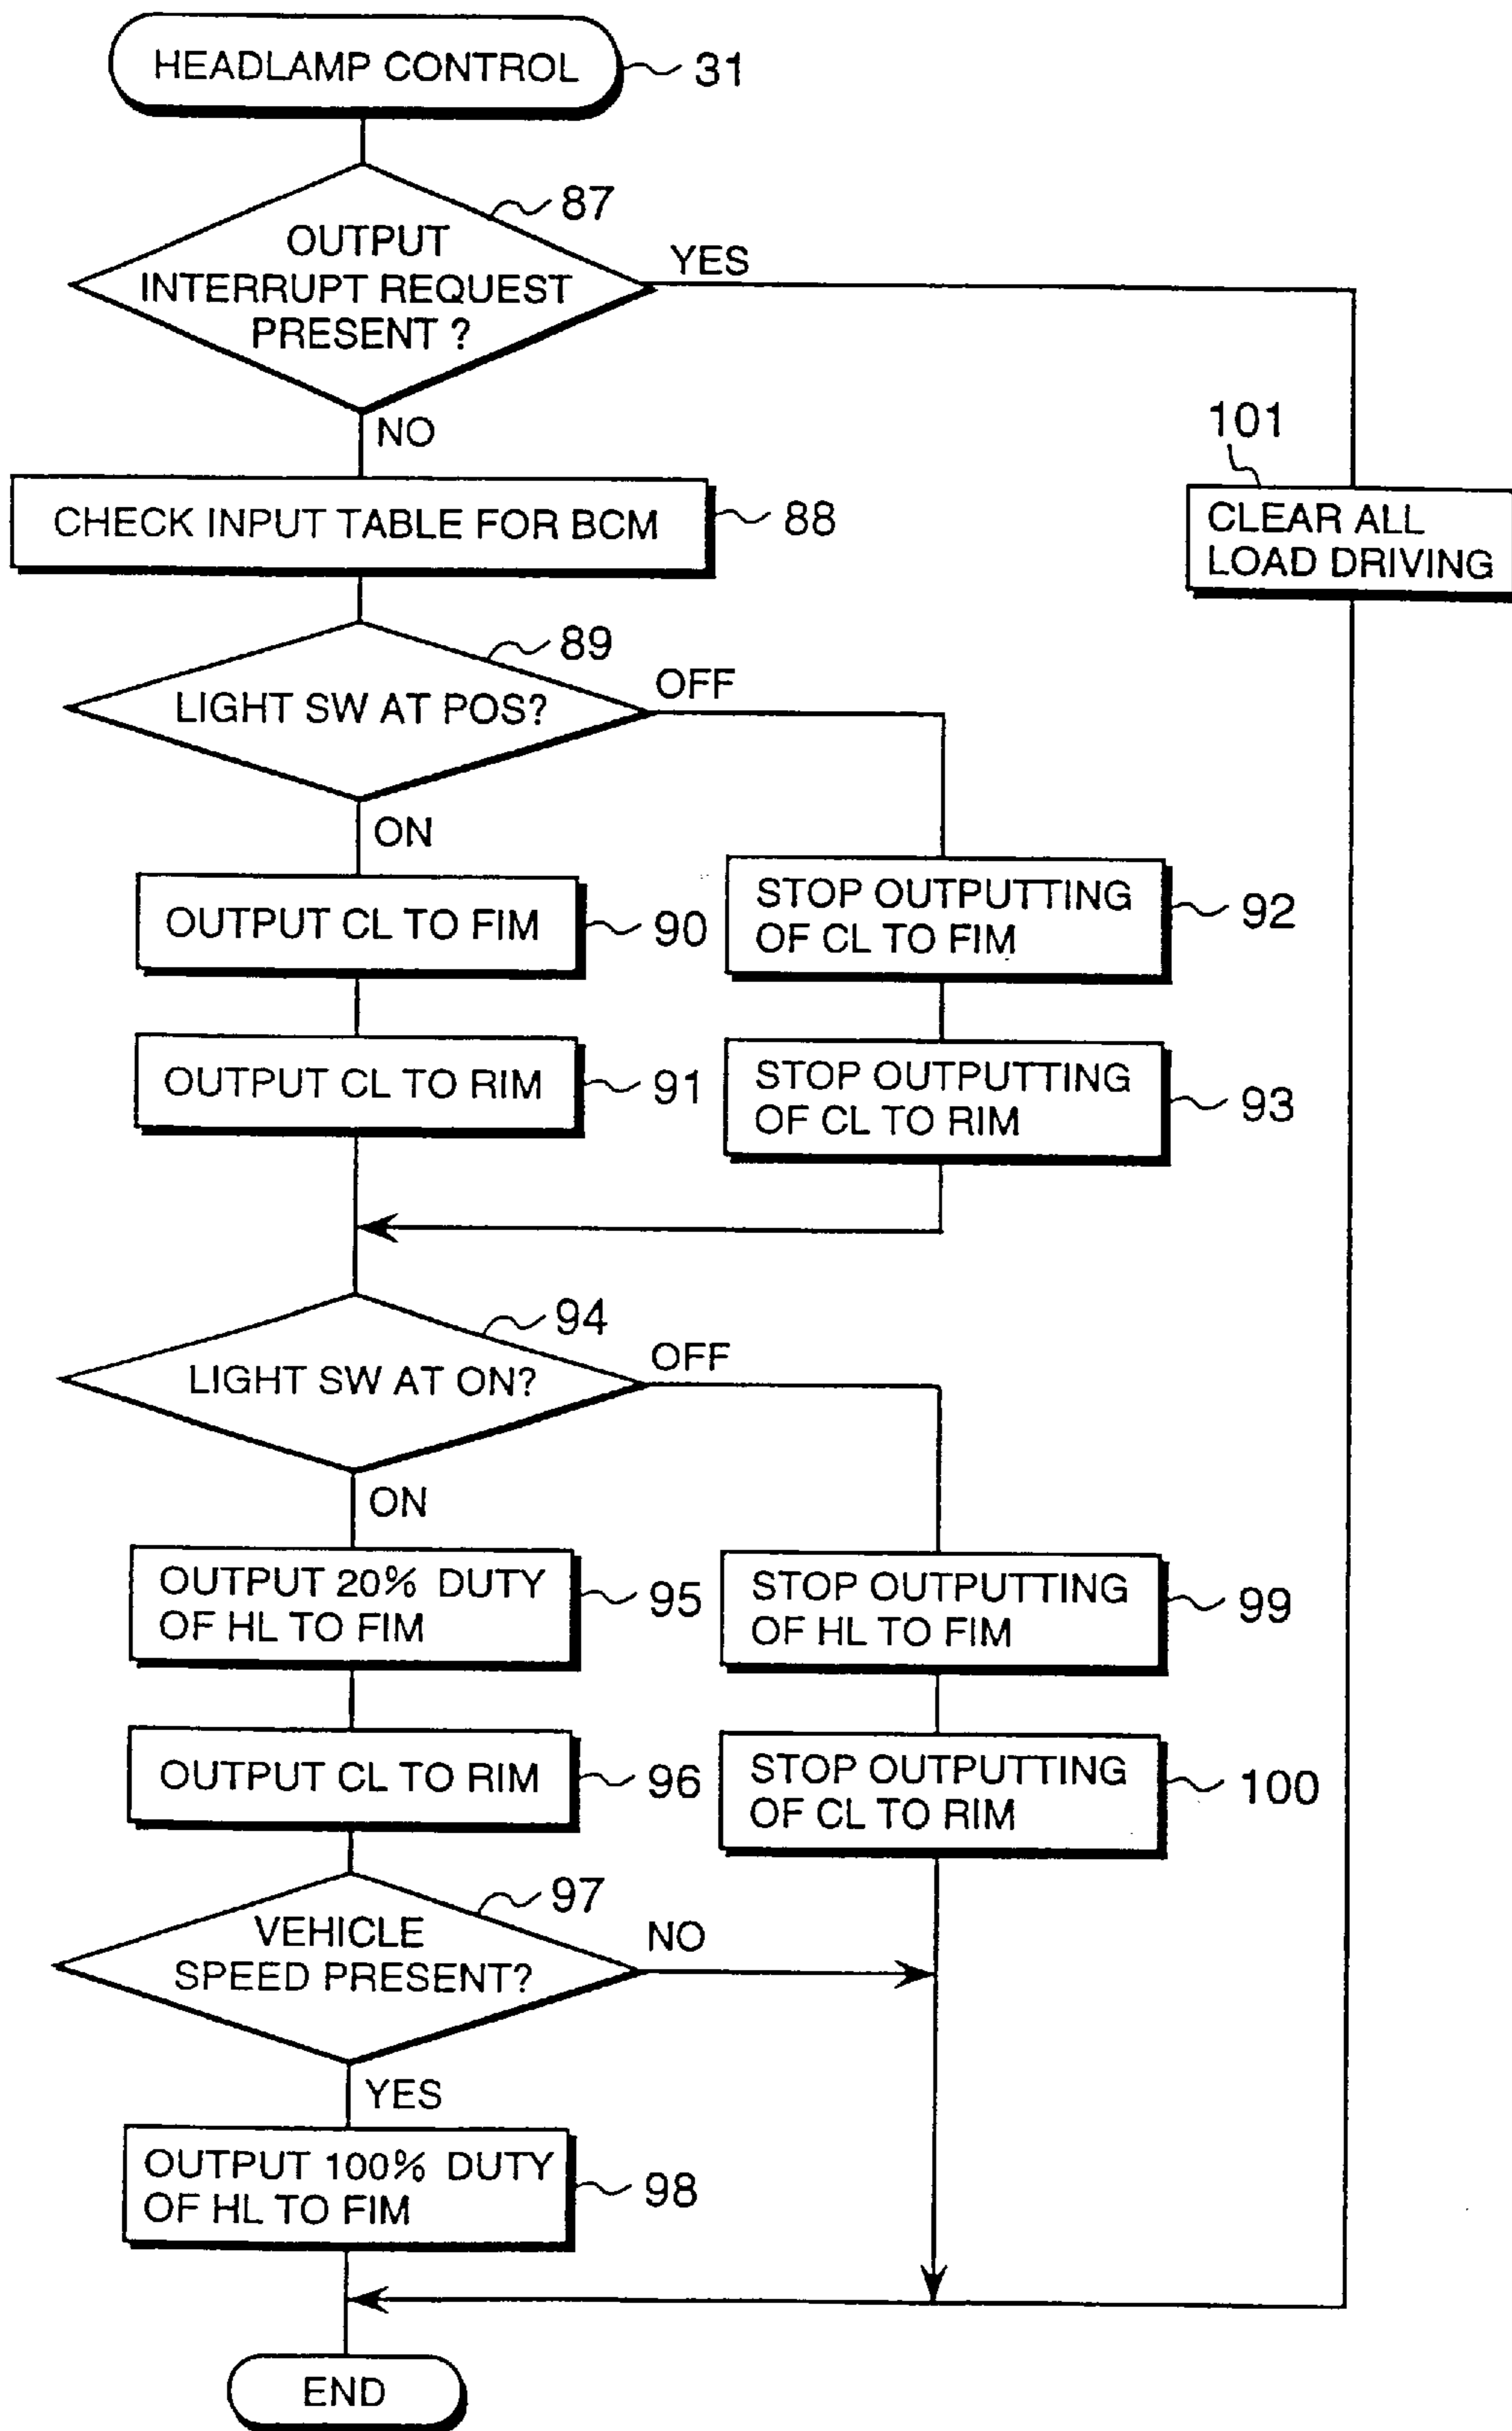 HEADLAMP CONTROL
31
87
OUTPUT
INTERRUPT REQUEST
PRESENT ?
YES
NO
101
CLEAR ALL
LOAD DRIVING
CHECK INPUT TABLE FOR BCM
88
89
LIGHT SW AT POS?
OFF
ON
OUTPUT CL TO FIM
90
STOP OUTPUTTING
OF CL TO FIM
92
OUTPUT CL TO RIM
91
STOP OUTPUTTING
OF CL TO RIM
93
94
LIGHT SW AT ON?
OFF
ON
OUTPUT 20% DUTY
OF HL TO FIM
95
STOP OUTPUTTING
OF HL TO FIM
99
OUTPUT CL TO RIM
96
STOP OUTPUTTING
OF CL TO RIM
100
97
VEHICLE
SPEED PRESENT?
NO
YES
OUTPUT 100% DUTY
OF HL TO FIM
98
END